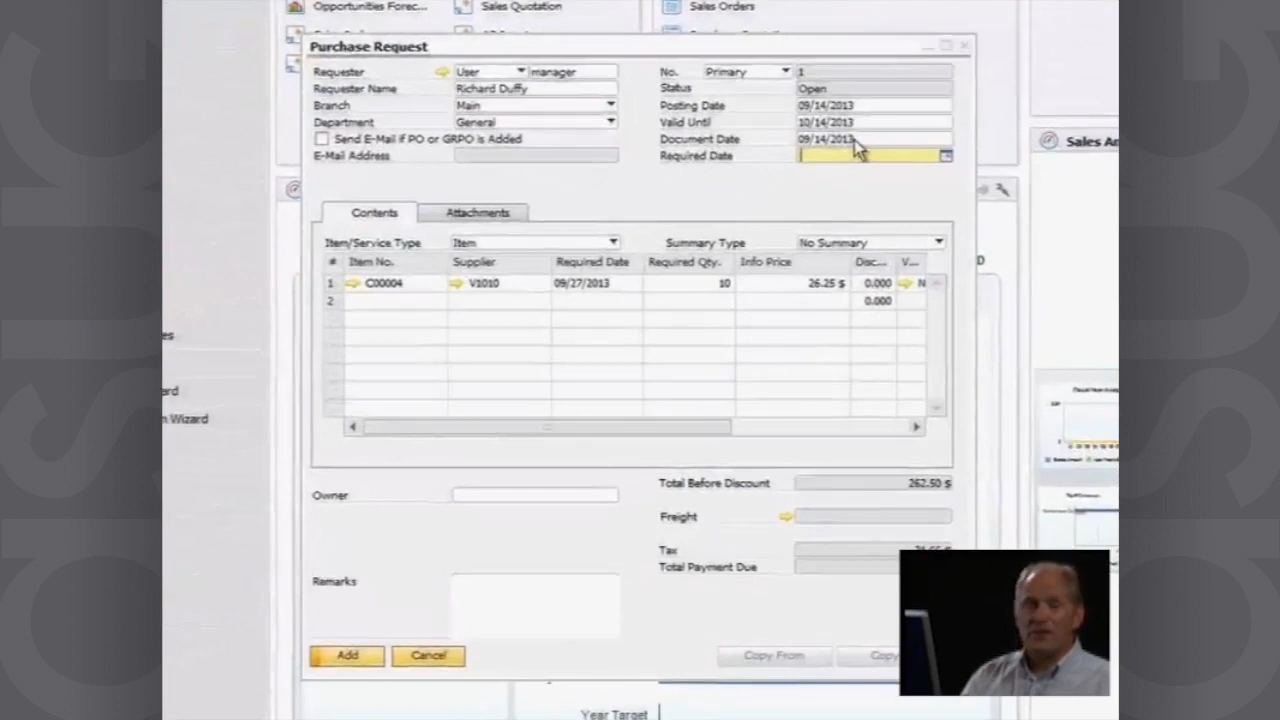 Opportunities Forec...
Sales Quotation
Sales Orders
Purchase Request
Requester
User
manager
No.
Primary
1
Requester Name
Richard Duffy
Status
Open
Branch
Main
Posting Date
09/14/2013
Department
General
Valid Until
10/14/2013
Send E-Mail if PO or GRPO is Added
Document Date
09/14/2013
E-Mail Address
Required Date
Sales An
Contents
Attachments
Item/Service Type
Item
Summary Type
No Summary
# Item No. Supplier Required Date Required Qty. Info Price Disc... V...
1 C00004 V1010 09/27/2013 10 26.25 $ 0.000 N
2 0.000
es
ard
n Wizard
Total Before Discount
262.50 $
Owner
Freight
Tax
Total Payment Due
Remarks
Add
Cancel
Copy From
Copy
Year Target
asug
asug